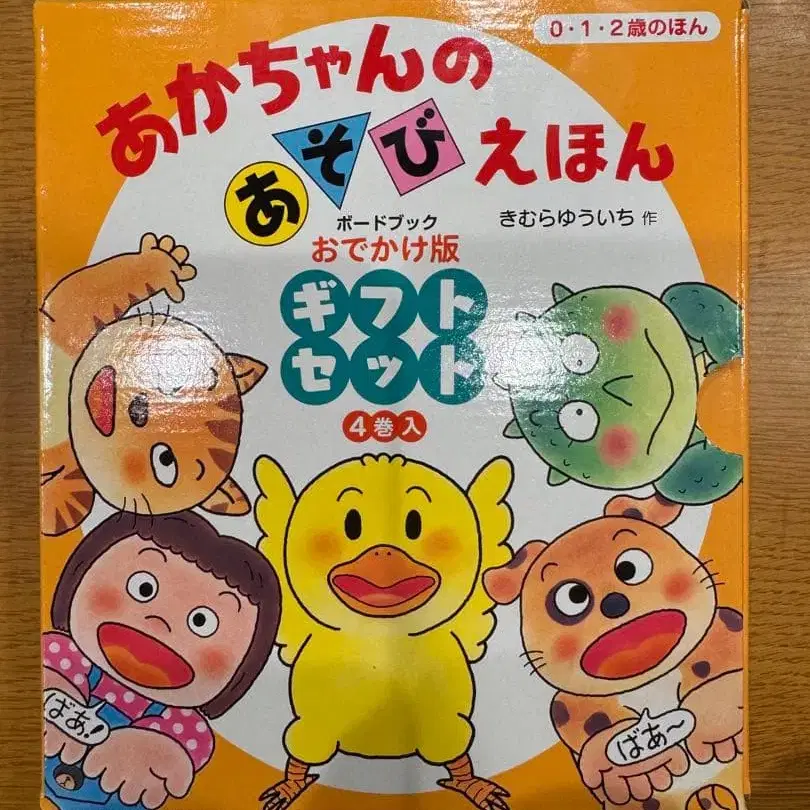 0・1・2歳のほん
あかちゃんの
あそびえほん
ボードブック
きむらゆういち 作
おでかけ版
ギフト
セット
4巻入
ばあ!
ばあ〜